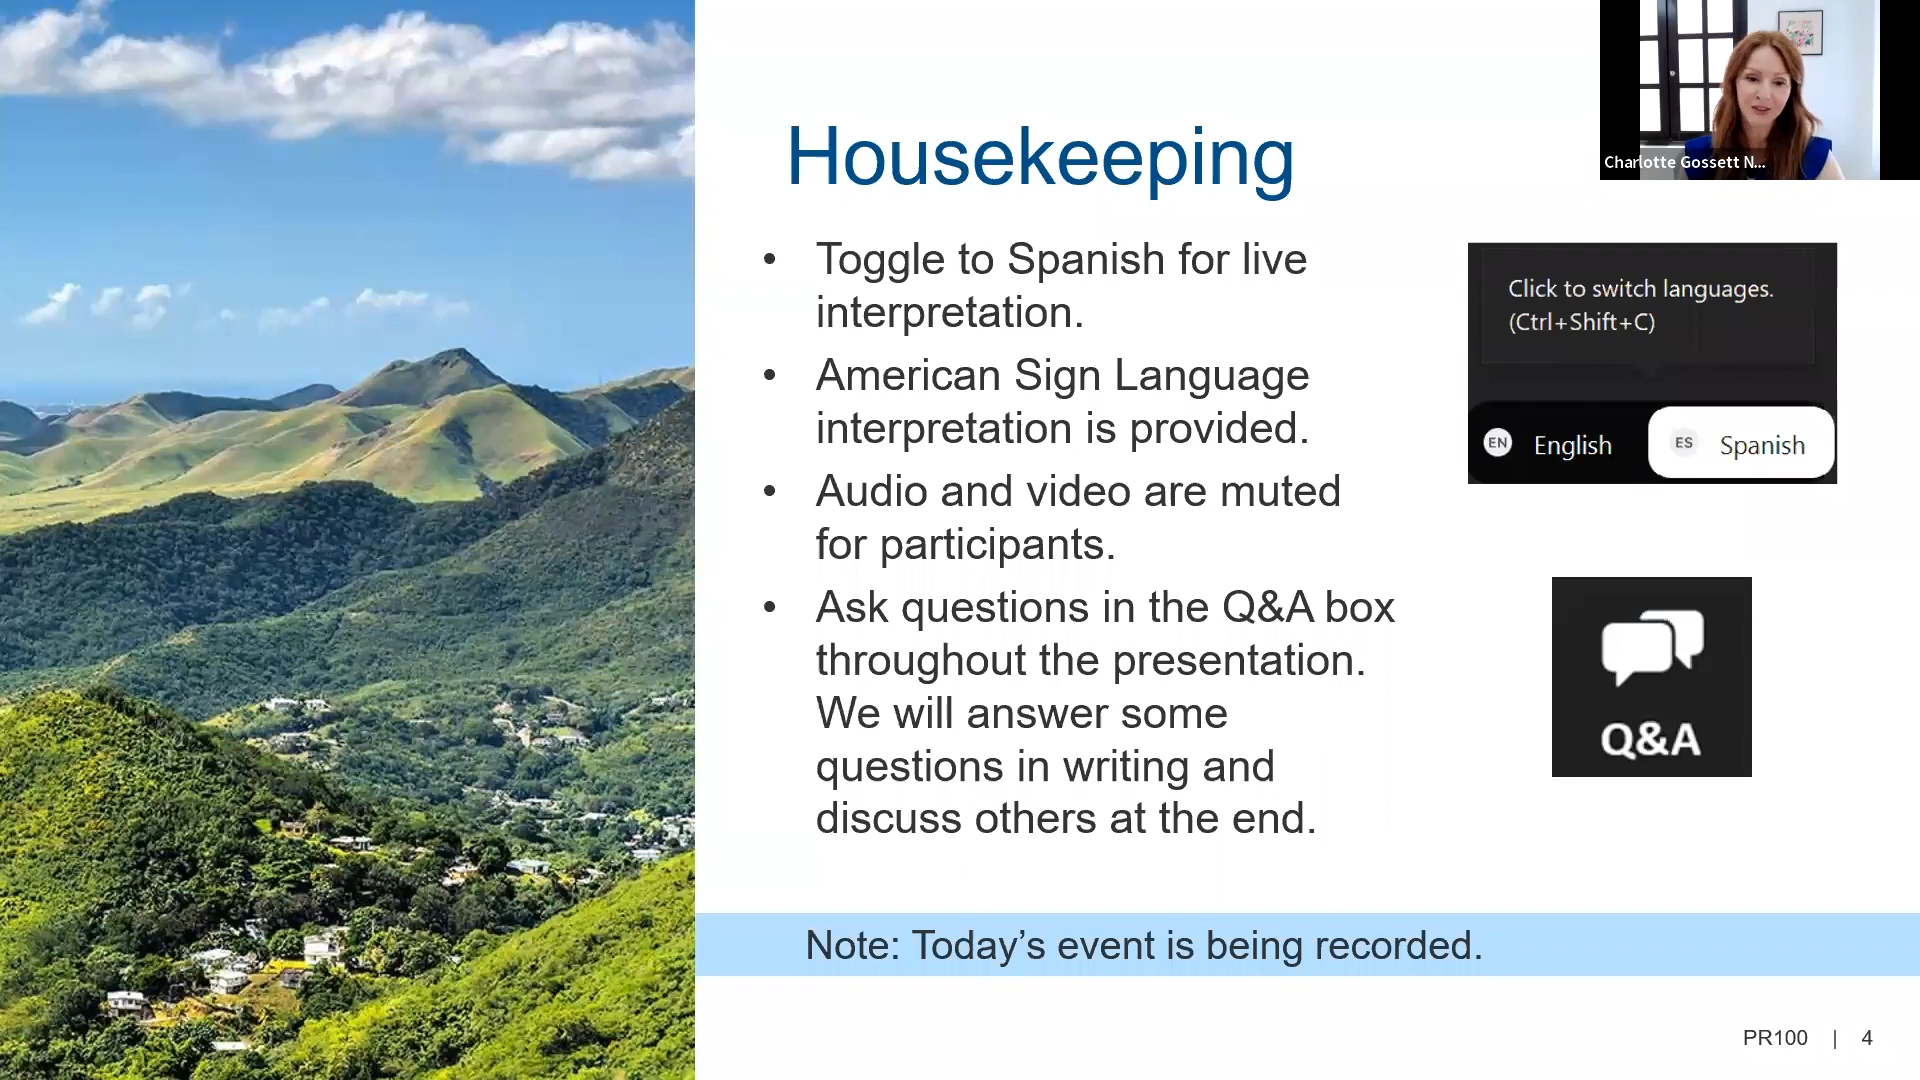 Housekeeping
Charlotte Gossett N...
• Toggle to Spanish for live
interpretation.
• American Sign Language
interpretation is provided.
• Audio and video are muted
for participants.
• Ask questions in the Q&A box
throughout the presentation.
We will answer some
questions in writing and
discuss others at the end.
Click to switch languages.
(Ctrl+Shift+C)
EN English ES Spanish
Q&A
Note: Today’s event is being recorded.
PR100 | 4